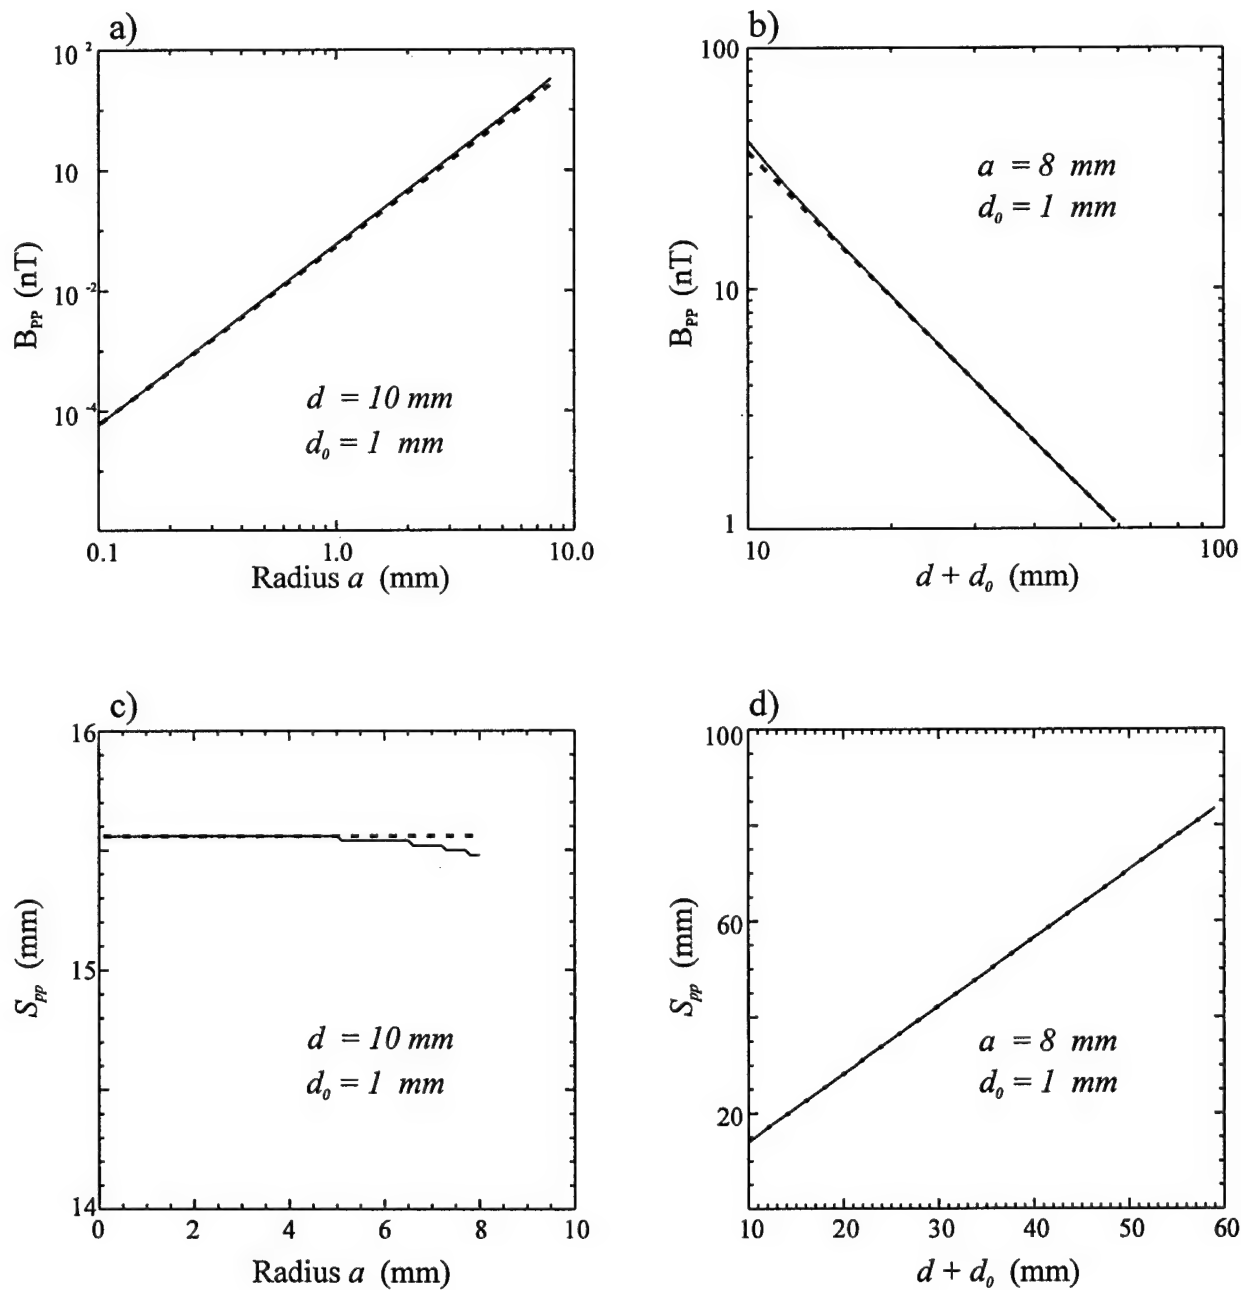 a)
10²
10
10⁻²
10⁻⁴
B_PP (nT)
d = 10 mm
d₀ = 1 mm
0.1 1.0 10.0
Radius a (mm)
b)
100
10
1
B_PP (nT)
a = 8 mm
d₀ = 1 mm
10 100
d + d₀ (mm)
c)
16
15
14
S_pp (mm)
d = 10 mm
d₀ = 1 mm
0 2 4 6 8 10
Radius a (mm)
d)
100
60
20
S_pp (mm)
a = 8 mm
d₀ = 1 mm
10 20 30 40 50 60
d + d₀ (mm)